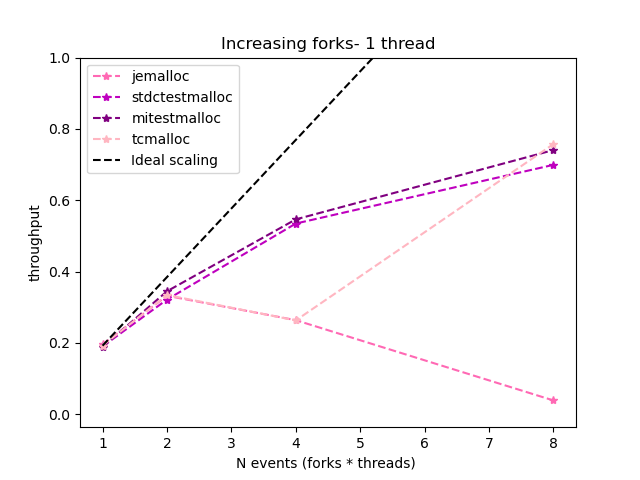 Increasing forks- 1 thread
jemalloc
stdctestmalloc
mitestmalloc
tcmalloc
Ideal scaling
1.0
0.8
0.6
0.4
0.2
0.0
throughput
1 2 3 4 5 6 7 8
N events (forks * threads)